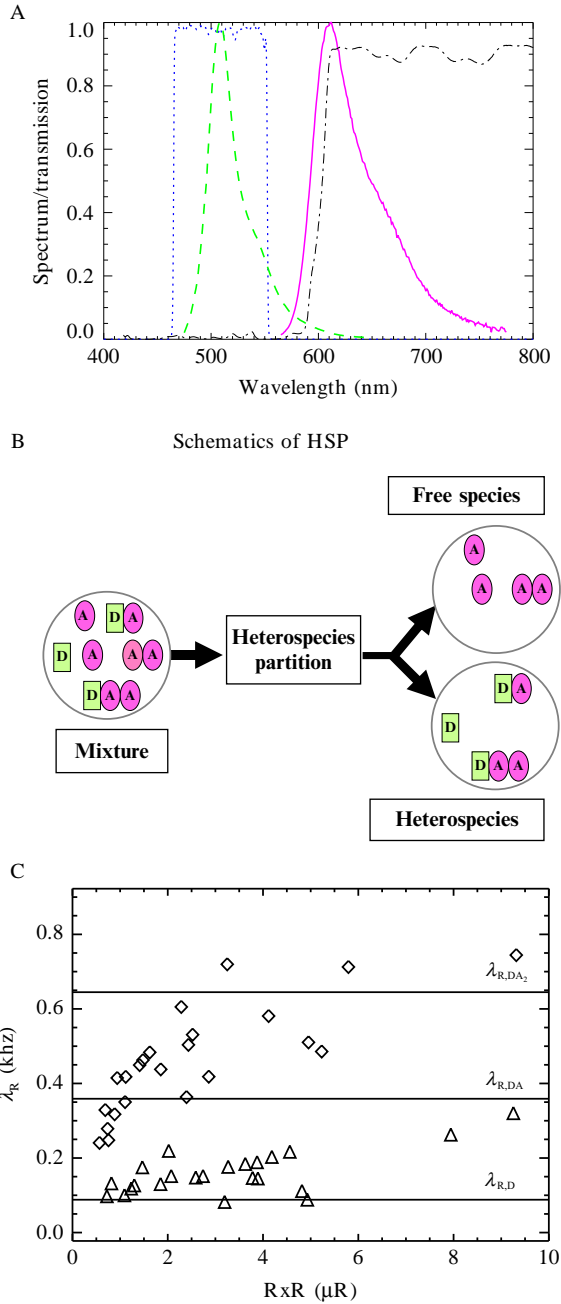 A
1.0
0.8
0.6
0.4
0.2
0.0
Spectrum/transmission
400 500 600 700 800
Wavelength (nm)
B
Schematics of HSP
Free species
A
A A A
A D A
D A A A
D A A
Mixture
Heterospecies
partition
D A
D
D A A
Heterospecies
C
0.8
0.6
0.4
0.2
0.0
λR (khz)
λR,DA2
λR,DA
λR,D
0 2 4 6 8 10
RxR (μR)